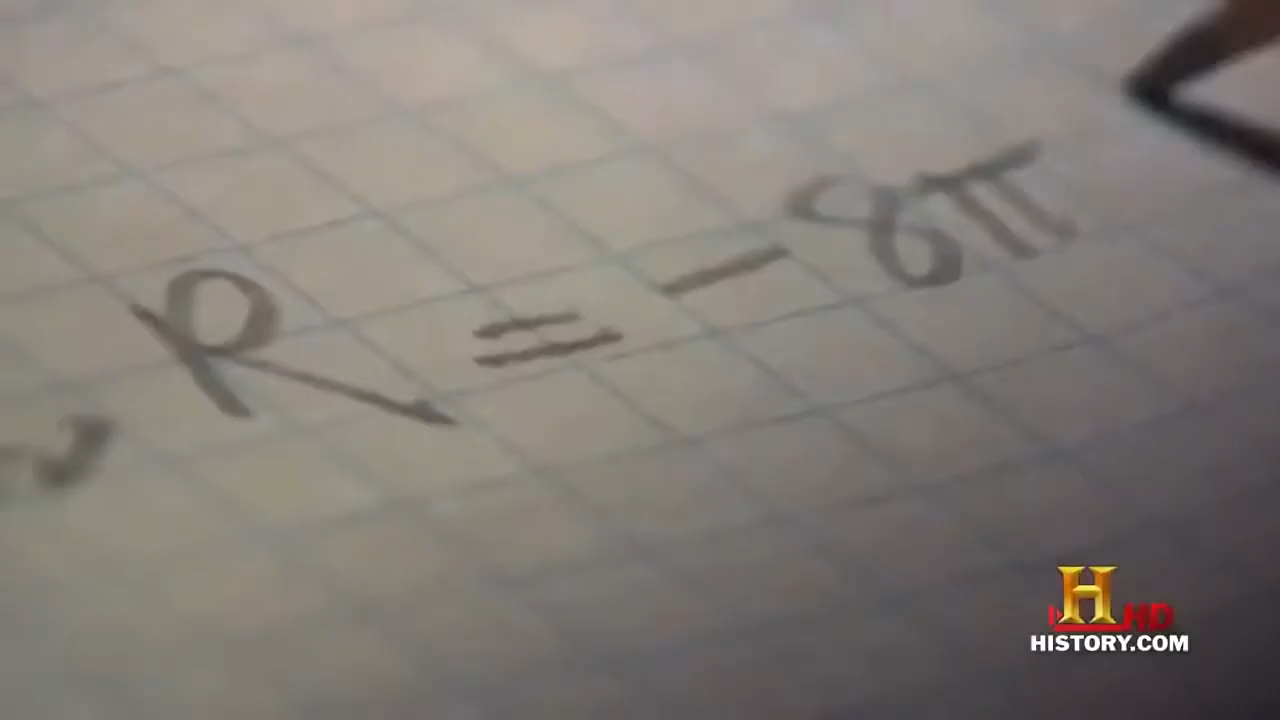 R = - 8π
H HD
HISTORY.COM